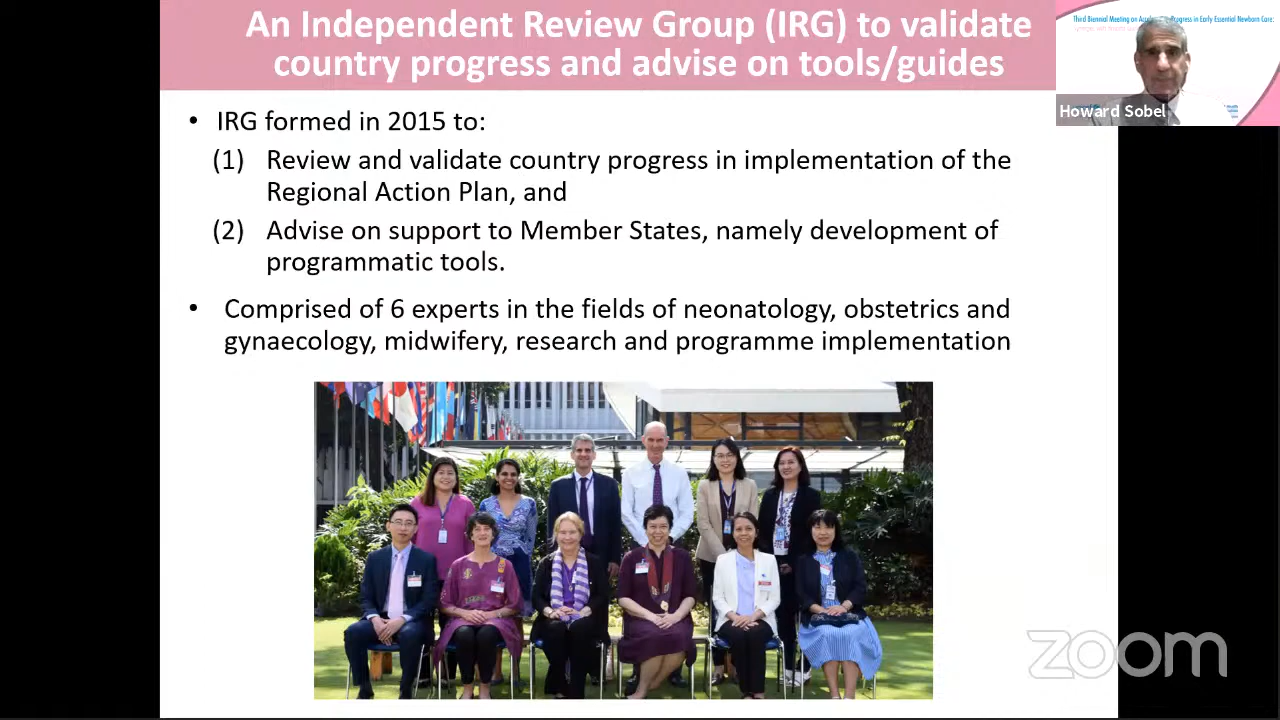 An Independent Review Group (IRG) to validate
country progress and advise on tools/guides
Third Biennial Meeting on Progress in Early Essential Newborn Care:
Howard Sobel
• IRG formed in 2015 to:
(1) Review and validate country progress in implementation of the
Regional Action Plan, and
(2) Advise on support to Member States, namely development of
programmatic tools.
• Comprised of 6 experts in the fields of neonatology, obstetrics and
gynaecology, midwifery, research and programme implementation
zoom